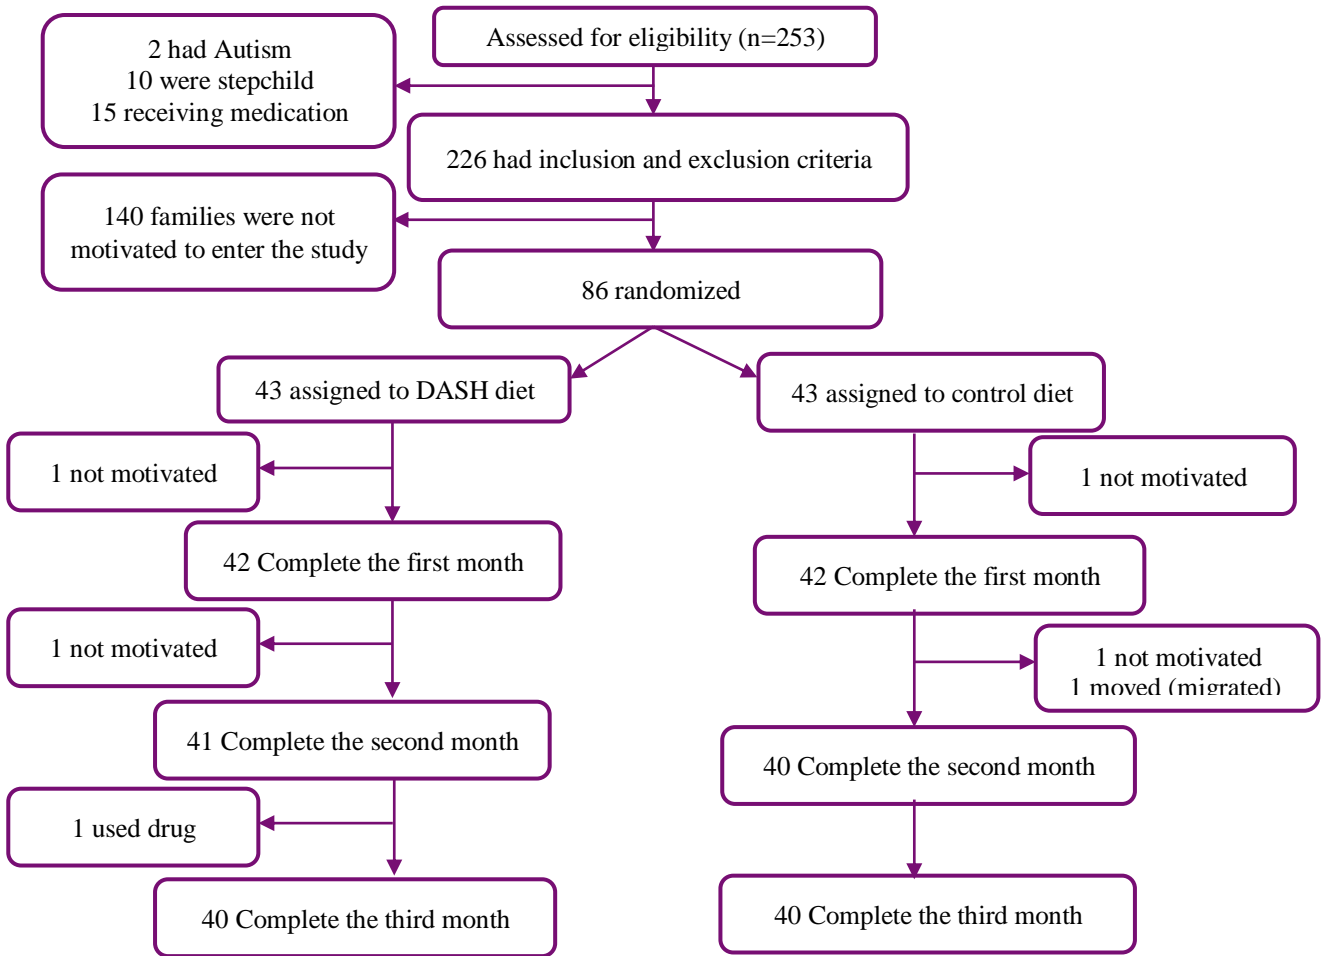 Assessed for eligibility (n=253)
2 had Autism
10 were stepchild
15 receiving medication
226 had inclusion and exclusion criteria
140 families were not
motivated to enter the study
86 randomized
43 assigned to DASH diet
43 assigned to control diet
1 not motivated
1 not motivated
42 Complete the first month
42 Complete the first month
1 not motivated
1 not motivated
1 moved (migrated)
41 Complete the second month
40 Complete the second month
1 used drug
40 Complete the third month
40 Complete the third month